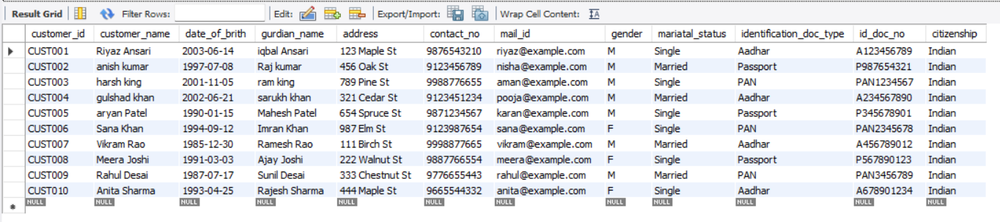 Result Grid Filter Rows: Edit: Export/Import: Wrap Cell Content: IA
customer_id customer_name date_of_brith gurdian_name address contact_no mail_id gender mariatal_status identification_doc_type id_doc_no citizenship
CUST001 Riyaz Ansari 2003-06-14 iqbal Ansari 123 Maple St 9876543210 riyaz@example.com M Single Aadhar A123456789 Indian
CUST002 anish kumar 1997-07-08 Raj kumar 456 Oak St 9123456789 nisha@example.com M Married Passport P987654321 Indian
CUST003 harsh king 2001-11-05 ram king 789 Pine St 9988776655 aman@example.com M Single PAN PAN1234567 Indian
CUST004 gulshad khan 2002-06-21 sarukh khan 321 Cedar St 9123451234 pooja@example.com M Married Aadhar A234567890 Indian
CUST005 aryan Patel 1990-01-15 Mahesh Patel 654 Spruce St 9871234567 karan@example.com M Single Passport P345678901 Indian
CUST006 Sana Khan 1994-09-12 Imran Khan 987 Elm St 9123987654 sana@example.com F Single PAN PAN2345678 Indian
CUST007 Vikram Rao 1985-12-30 Ramesh Rao 111 Birch St 9998877665 vikram@example.com M Married Aadhar A456789012 Indian
CUST008 Meera Joshi 1991-03-03 Ajay Joshi 222 Walnut St 9887766554 meera@example.com F Single Passport P567890123 Indian
CUST009 Rahul Desai 1987-07-17 Sunil Desai 333 Chestnut St 9776655443 rahul@example.com M Married PAN PAN3456789 Indian
CUST010 Anita Sharma 1993-04-25 Rajesh Sharma 444 Maple St 9665544332 anita@example.com F Single Aadhar A678901234 Indian
NULL NULL NULL NULL NULL NULL NULL NULL NULL NULL NULL NULL